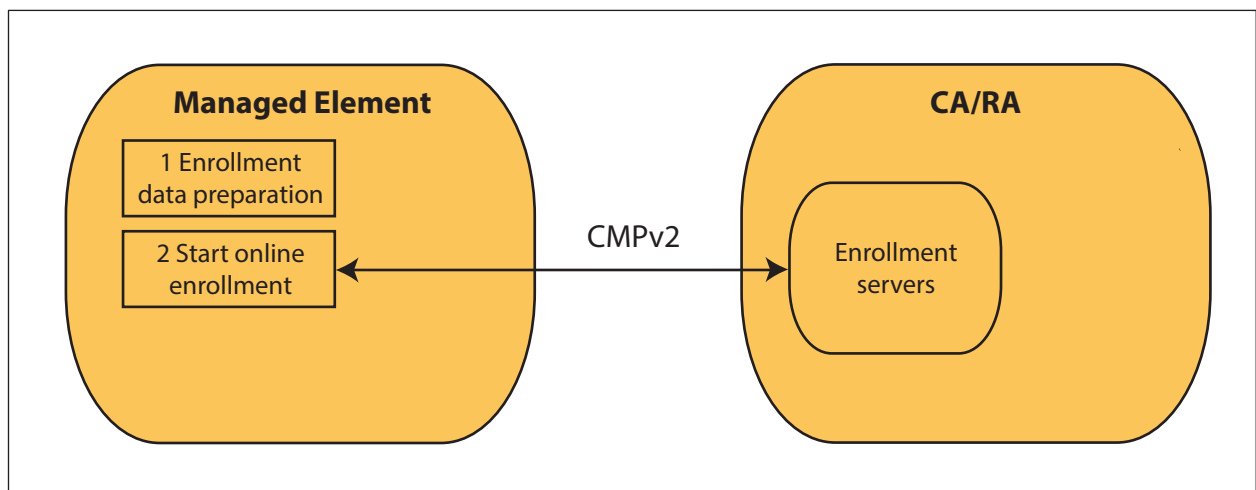 Managed Element
1 Enrollment
data preparation
2 Start online
enrollment
CMPv2
CA/RA
Enrollment
servers